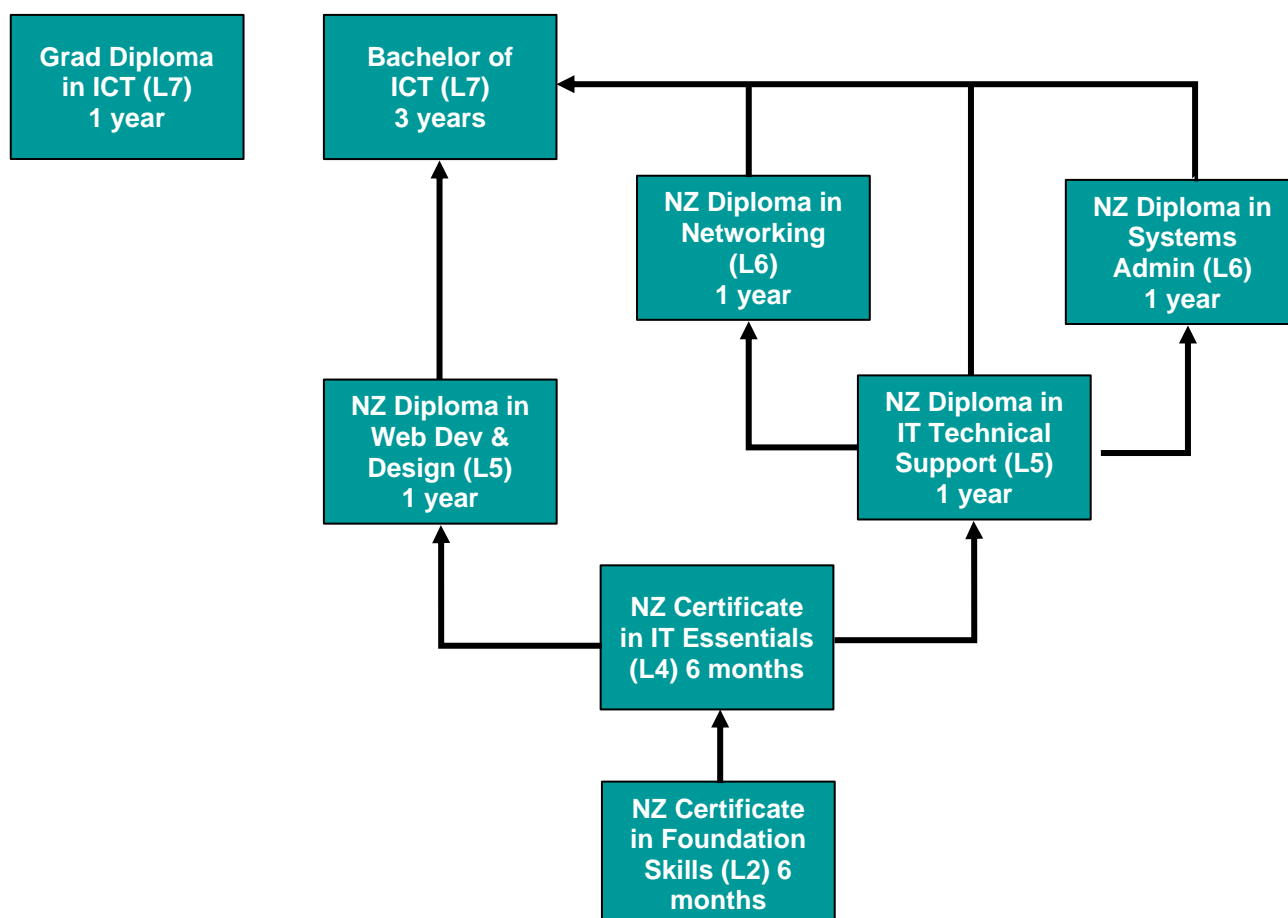 Grad Diploma
in ICT (L7)
1 year
Bachelor of
ICT (L7)
3 years
NZ Diploma in
Networking
(L6)
1 year
NZ Diploma in
Systems
Admin (L6)
1 year
NZ Diploma in
Web Dev &
Design (L5)
1 year
NZ Diploma in
IT Technical
Support (L5)
1 year
NZ Certificate
in IT Essentials
(L4) 6 months
NZ Certificate
in Foundation
Skills (L2) 6
months